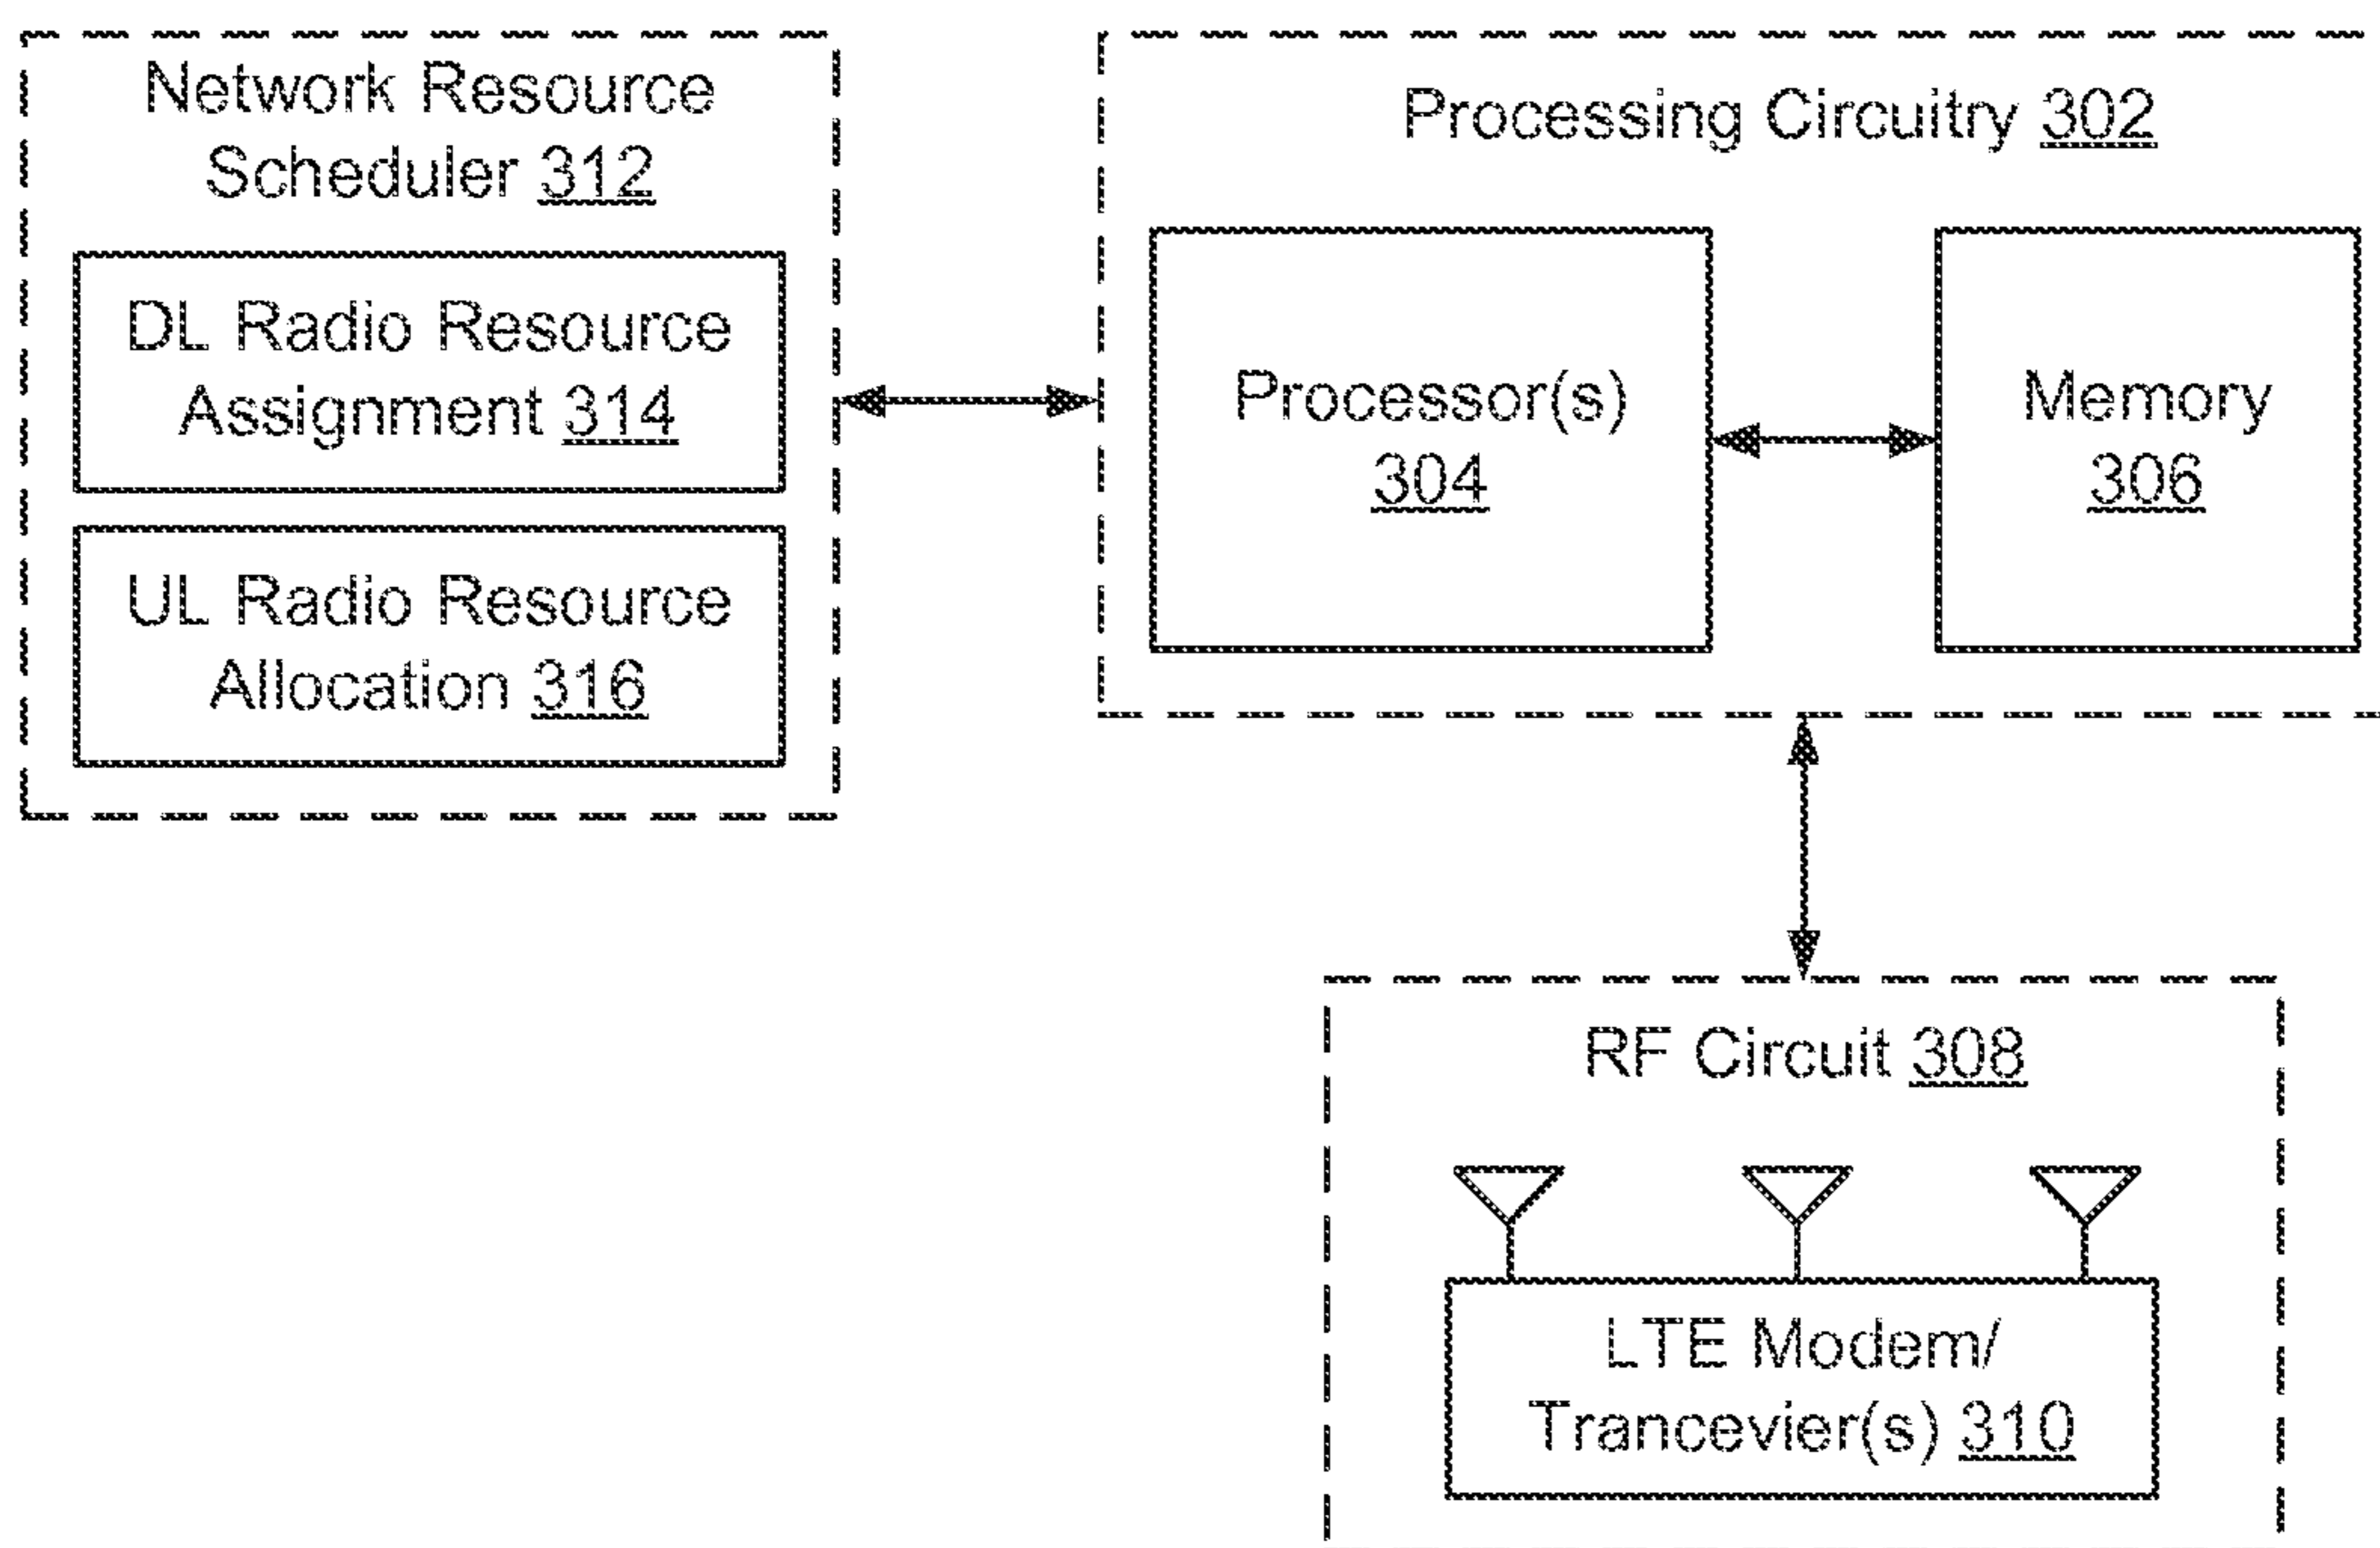 Network Resource
Scheduler 312
DL Radio Resource
Assignment 314
UL Radio Resource
Allocation 316
Processing Circuitry 302
Processor(s)
304
Memory
306
RF Circuit 308
LTE Modem/
Trancevier(s) 310